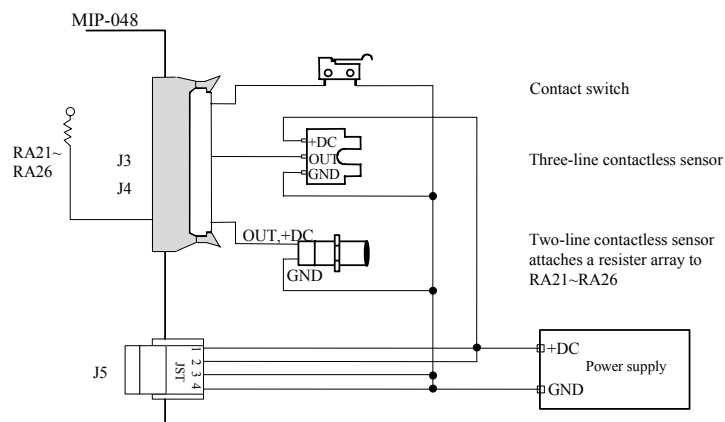 MIP-048
Contact switch
+DC
OUT
GND
RA21~
RA26
J3
J4
Three-line contactless sensor
OUT,+DC
GND
Two-line contactless sensor
attaches a resister array to
RA21~RA26
J5
JST
1
2
3
4
+DC
GND
Power supply